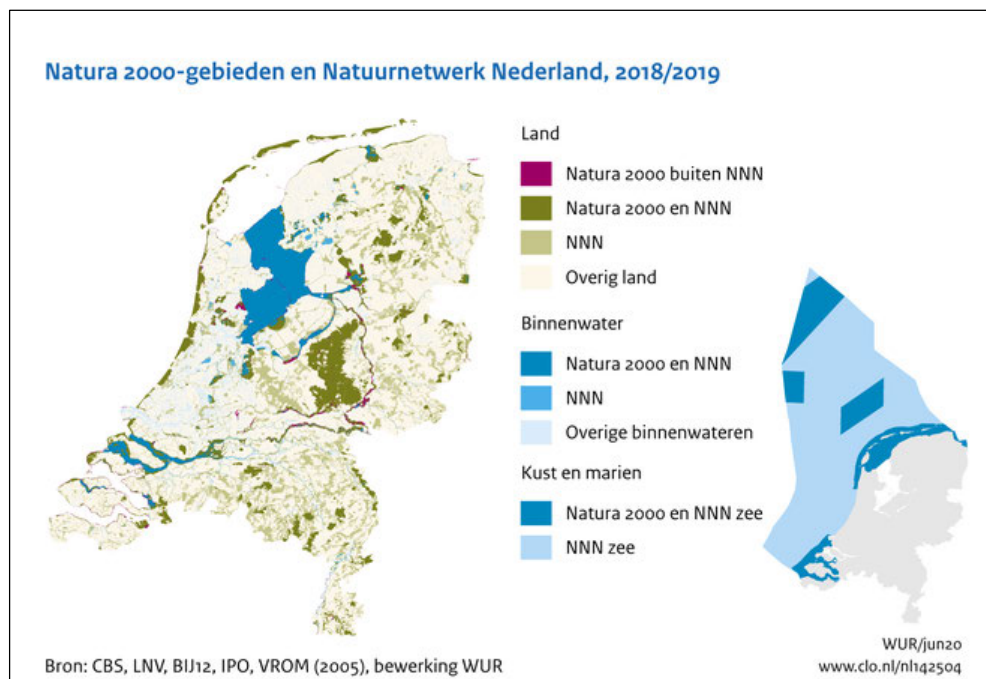 Natura 2000-gebieden en Natuurnetwerk Nederland, 2018/2019
Land
Natura 2000 buiten NNN
Natura 2000 en NNN
NNN
Overig land
Binnenwater
Natura 2000 en NNN
NNN
Overige binnenwateren
Kust en marien
Natura 2000 en NNN zee
NNN zee
WUR/jun20
Bron: CBS, LNV, BIJ12, IPO, VROM (2005), bewerking WUR
www.clo.nl/nl142504